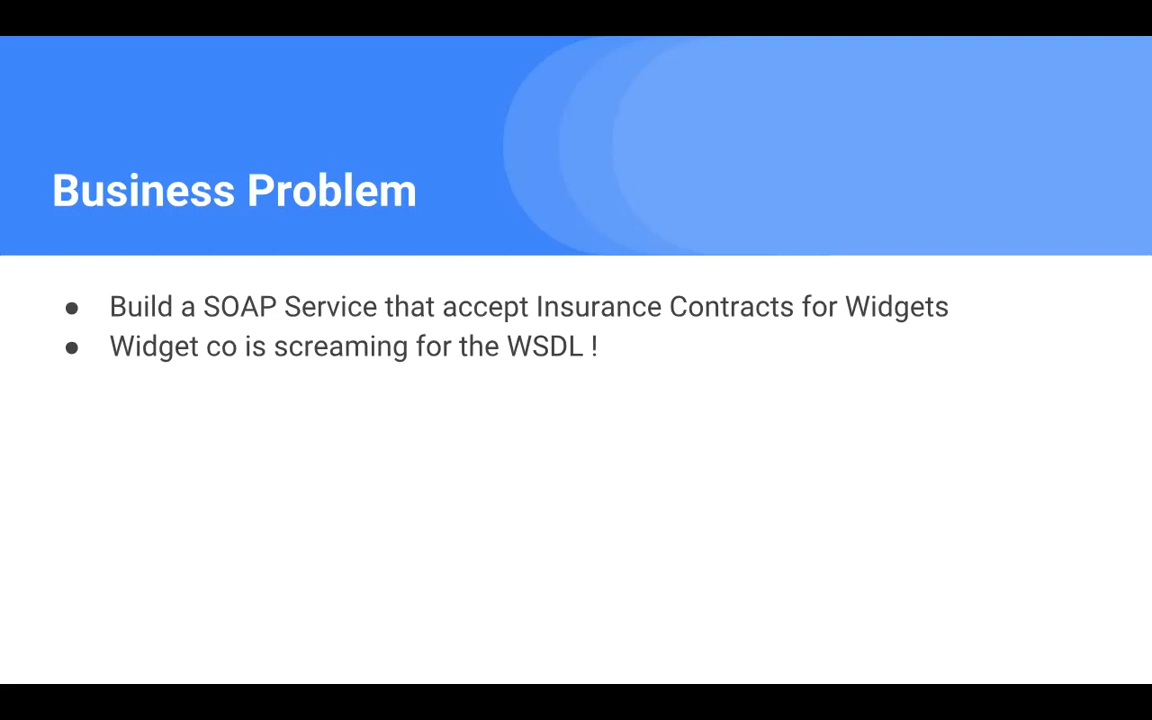 Business Problem
● Build a SOAP Service that accept Insurance Contracts for Widgets
● Widget co is screaming for the WSDL !